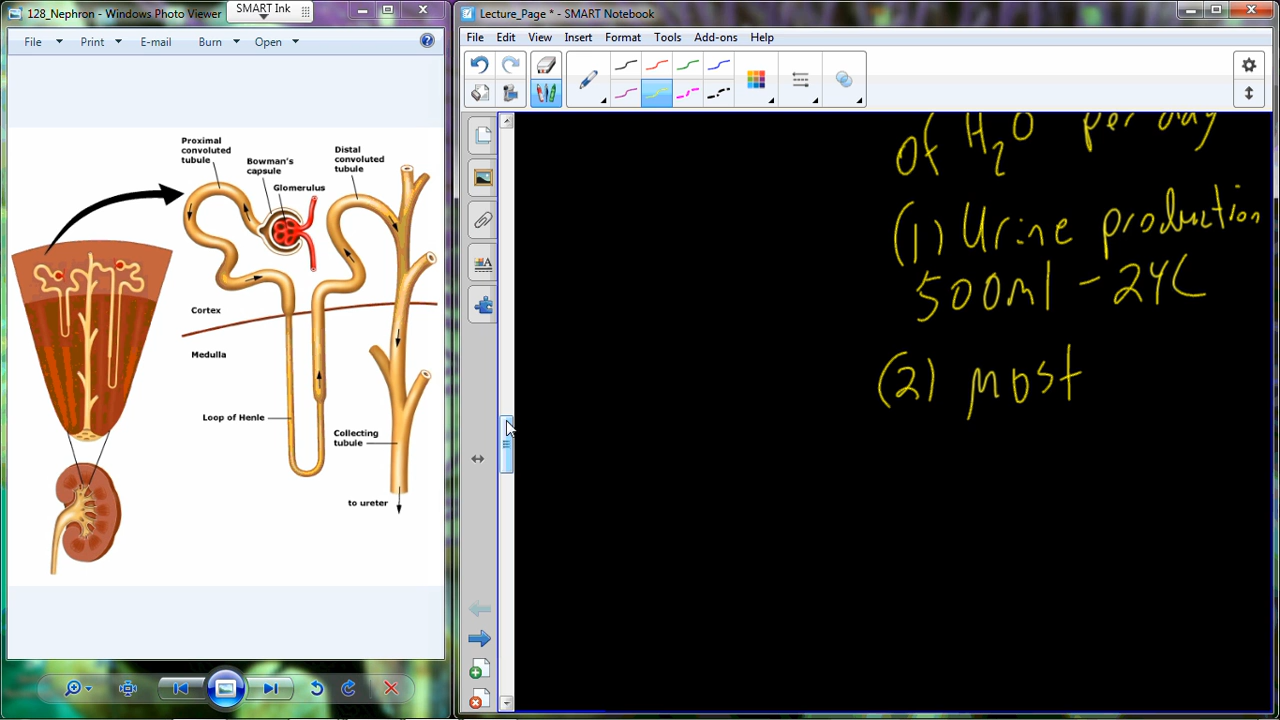 128_Nephron - Windows Photo Viewer
SMART Ink
File Print E-mail Burn Open
Proximal
convoluted
tubule
Bowman's
capsule
Glomerulus
Distal
convoluted
tubule
Cortex
Medulla
Loop of Henle
Collecting
tubule
to ureter
Lecture_Page * - SMART Notebook
File Edit View Insert Format Tools Add-ons Help
of H2O per day
(1) Urine production
500ml - 24L
(2) most